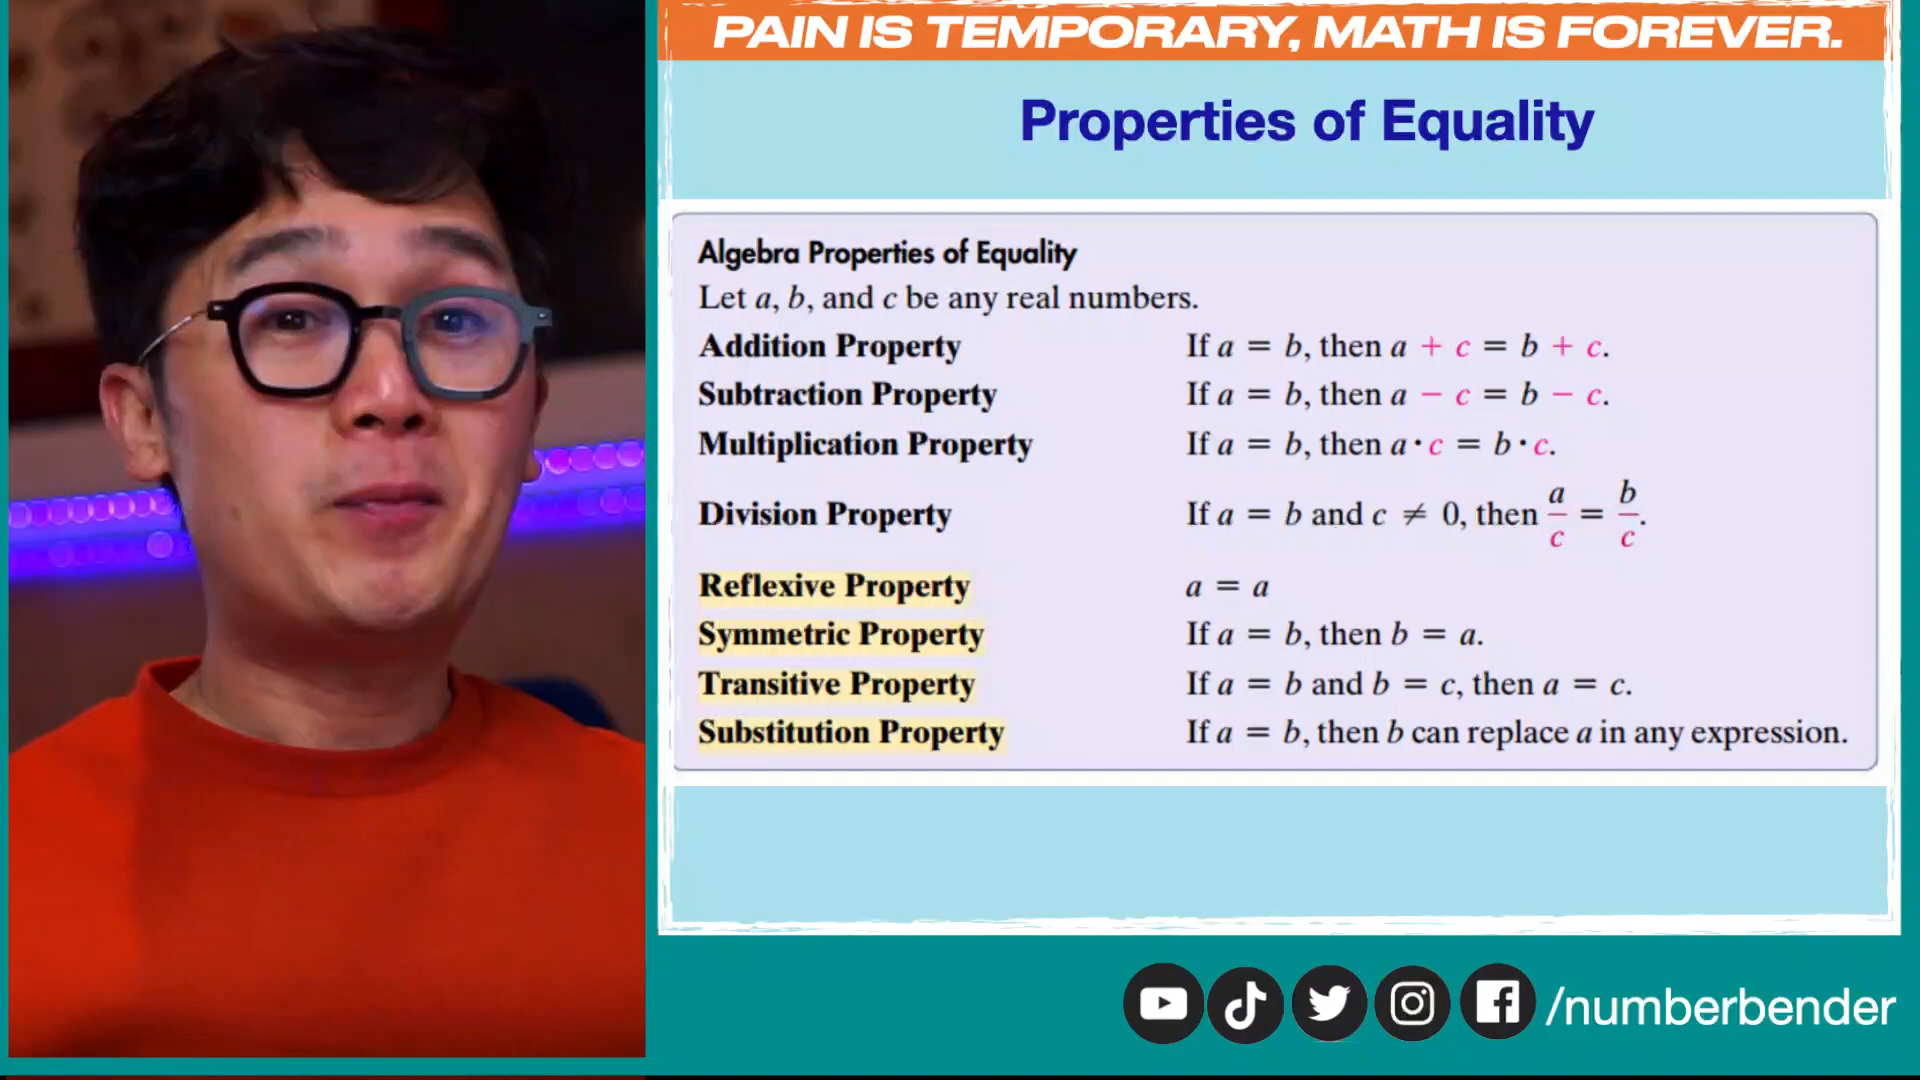 PAIN IS TEMPORARY, MATH IS FOREVER.
Properties of Equality
Algebra Properties of Equality
Let a, b, and c be any real numbers.
Addition Property If a = b, then a + c = b + c.
Subtraction Property If a = b, then a − c = b − c.
Multiplication Property If a = b, then a · c = b · c.
Division Property If a = b and c ≠ 0, then a/c = b/c.
Reflexive Property a = a
Symmetric Property If a = b, then b = a.
Transitive Property If a = b and b = c, then a = c.
Substitution Property If a = b, then b can replace a in any expression.
/numberbender